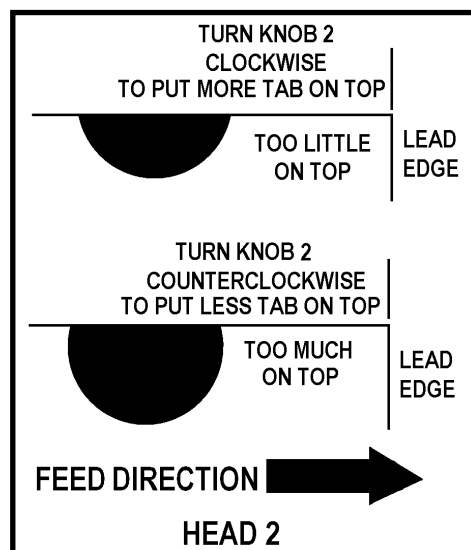 TURN KNOB 2
CLOCKWISE
TO PUT MORE TAB ON TOP
TOO LITTLE
ON TOP
LEAD
EDGE
TURN KNOB 2
COUNTERCLOCKWISE
TO PUT LESS TAB ON TOP
TOO MUCH
ON TOP
LEAD
EDGE
FEED DIRECTION
HEAD 2